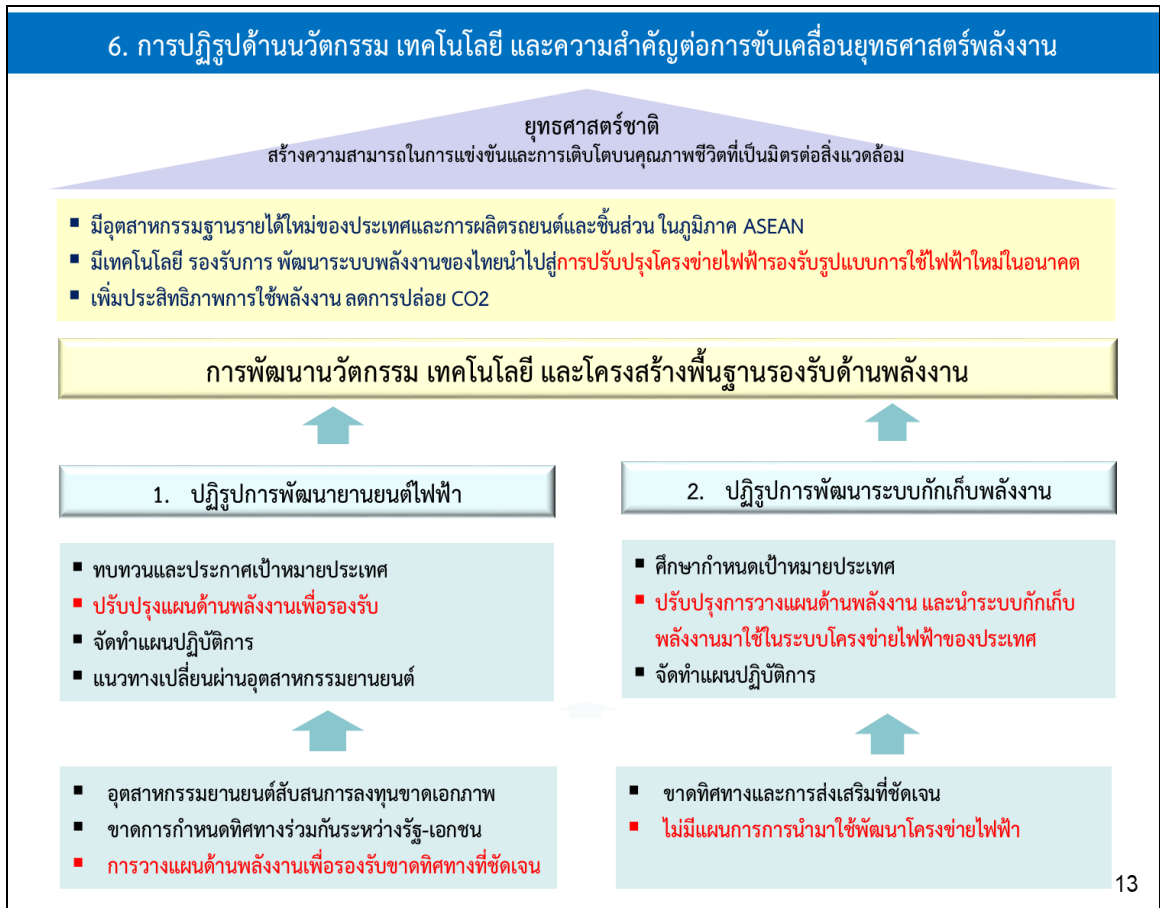 6. การปฏิรูปด้านนวัตกรรม เทคโนโลยี และความสำคัญต่อการขับเคลื่อนยุทธศาสตร์พลังงาน
ยุทธศาสตร์ชาติ
สร้างความสามารถในการแข่งขันและการเติบโตบนคุณภาพชีวิตที่เป็นมิตรต่อสิ่งแวดล้อม
▪ มีอุตสาหกรรมฐานรายได้ใหม่ของประเทศและการผลิตรถยนต์และชิ้นส่วน ในภูมิภาค ASEAN
▪ มีเทคโนโลยี รองรับการ พัฒนาระบบพลังงานของไทยนำไปสู่การปรับปรุงโครงข่ายไฟฟ้ารองรับรูปแบบการใช้ไฟฟ้าใหม่ในอนาคต
▪ เพิ่มประสิทธิภาพการใช้พลังงาน ลดการปล่อย CO2
การพัฒนานวัตกรรม เทคโนโลยี และโครงสร้างพื้นฐานรองรับด้านพลังงาน
1. ปฏิรูปการพัฒนายานยนต์ไฟฟ้า
▪ ทบทวนและประกาศเป้าหมายประเทศ
▪ ปรับปรุงแผนด้านพลังงานเพื่อรองรับ
▪ จัดทำแผนปฏิบัติการ
▪ แนวทางเปลี่ยนผ่านอุตสาหกรรมยานยนต์
▪ อุตสาหกรรมยานยนต์สับสนการลงทุนขาดเอกภาพ
▪ ขาดการกำหนดทิศทางร่วมกันระหว่างรัฐ-เอกชน
▪ การวางแผนด้านพลังงานเพื่อรองรับขาดทิศทางที่ชัดเจน
2. ปฏิรูปการพัฒนาระบบกักเก็บพลังงาน
▪ ศึกษากำหนดเป้าหมายประเทศ
▪ ปรับปรุงการวางแผนด้านพลังงาน และนำระบบกักเก็บ
พลังงานมาใช้ในระบบโครงข่ายไฟฟ้าของประเทศ
▪ จัดทำแผนปฏิบัติการ
▪ ขาดทิศทางและการส่งเสริมที่ชัดเจน
▪ ไม่มีแผนการการนำมาใช้พัฒนาโครงข่ายไฟฟ้า
13